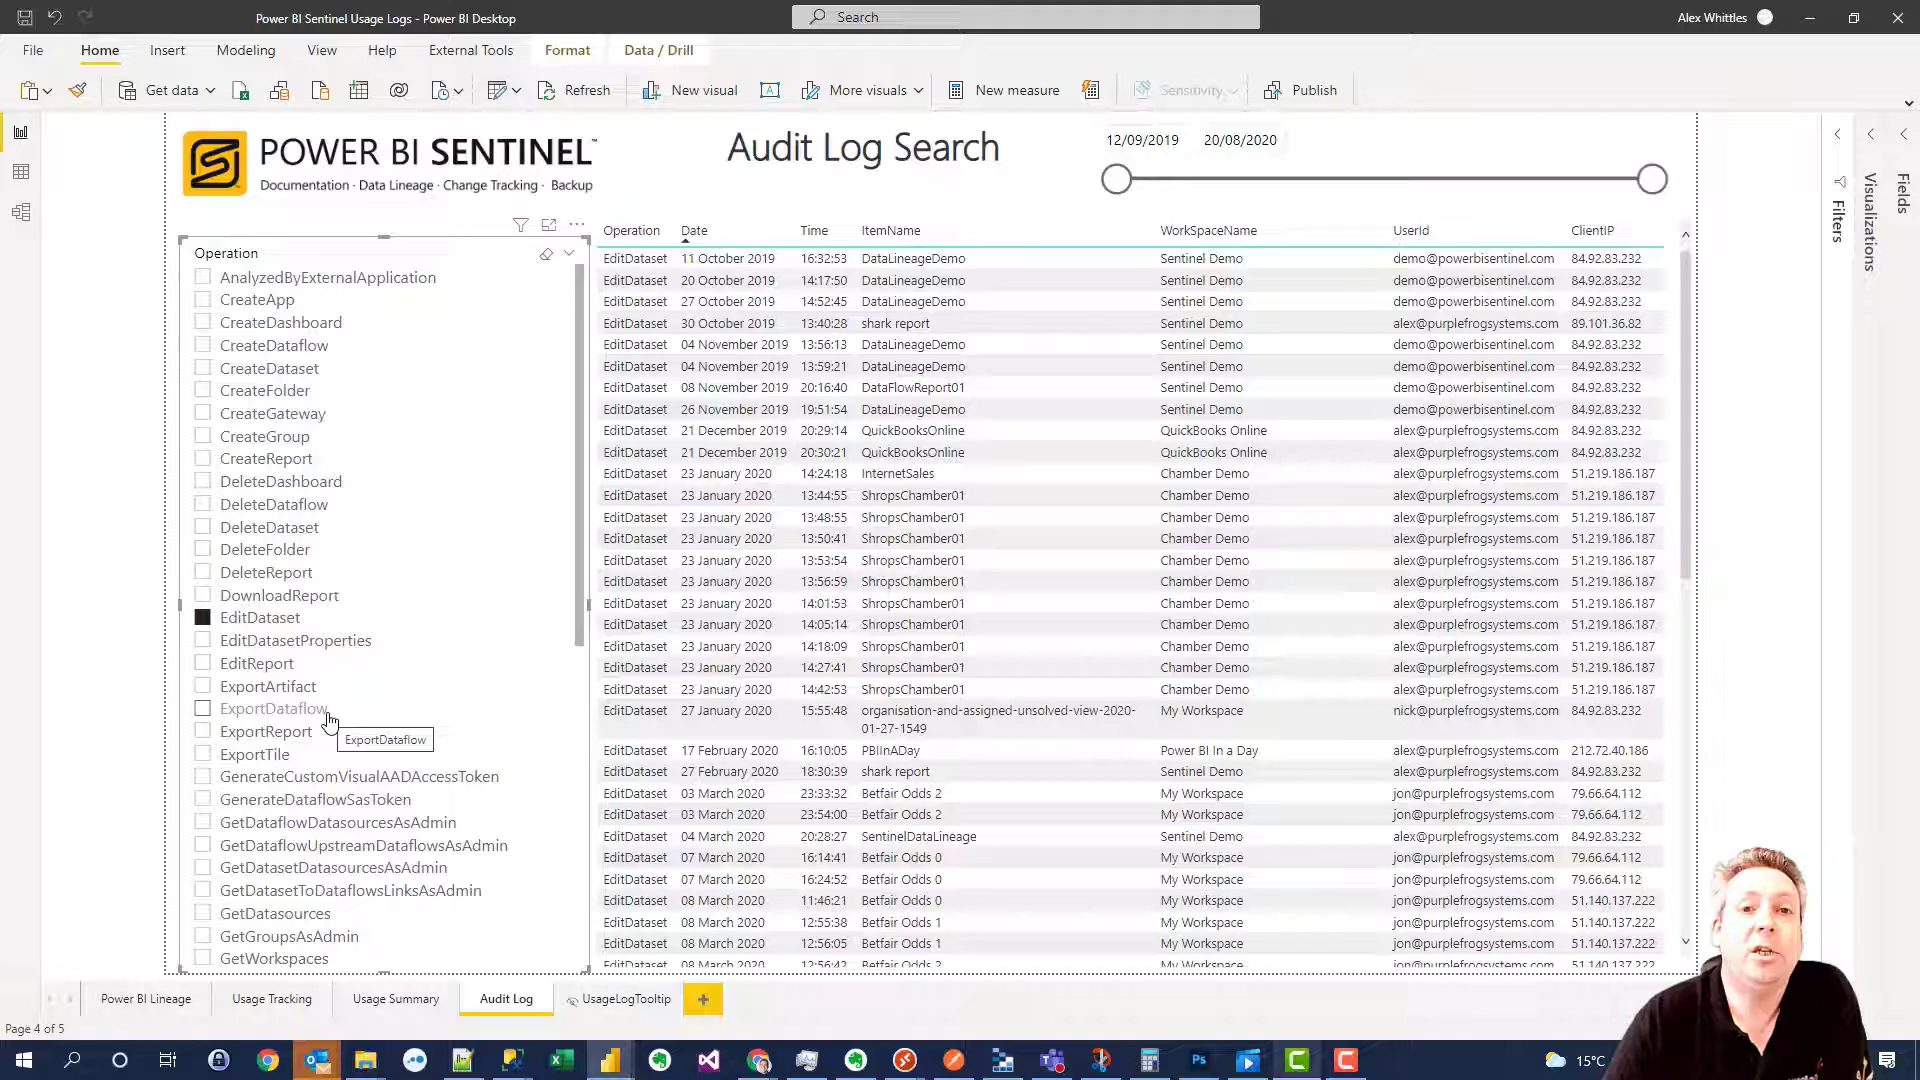 Power BI Sentinel Usage Logs - Power BI Desktop
Search
Alex Whittles
File Home Insert Modeling View Help External Tools Format Data / Drill
Get data Refresh New visual More visuals New measure Sensitivity Publish
POWER BI SENTINEL™
Documentation · Data Lineage · Change Tracking · Backup
Audit Log Search
12/09/2019 20/08/2020
Filters
Visualizations
Fields
Operation
AnalyzedByExternalApplication
CreateApp
CreateDashboard
CreateDataflow
CreateDataset
CreateFolder
CreateGateway
CreateGroup
CreateReport
DeleteDashboard
DeleteDataflow
DeleteDataset
DeleteFolder
DeleteReport
DownloadReport
EditDataset
EditDatasetProperties
EditReport
ExportArtifact
ExportDataflow
ExportReport
ExportDataflow
ExportTile
GenerateCustomVisualAADAccessToken
GenerateDataflowSasToken
GetDataflowDatasourcesAsAdmin
GetDataflowUpstreamDataflowsAsAdmin
GetDatasetDatasourcesAsAdmin
GetDatasetToDataflowsLinksAsAdmin
GetDatasources
GetGroupsAsAdmin
GetWorkspaces
Operation Date Time ItemName WorkSpaceName UserId ClientIP
EditDataset 11 October 2019 16:32:53 DataLineageDemo Sentinel Demo demo@powerbisentinel.com 84.92.83.232
EditDataset 20 October 2019 14:17:50 DataLineageDemo Sentinel Demo demo@powerbisentinel.com 84.92.83.232
EditDataset 27 October 2019 14:52:45 DataLineageDemo Sentinel Demo demo@powerbisentinel.com 84.92.83.232
EditDataset 30 October 2019 13:40:28 shark report Sentinel Demo alex@purplefrogsystems.com 89.101.36.82
EditDataset 04 November 2019 13:56:13 DataLineageDemo Sentinel Demo demo@powerbisentinel.com 84.92.83.232
EditDataset 04 November 2019 13:59:21 DataLineageDemo Sentinel Demo demo@powerbisentinel.com 84.92.83.232
EditDataset 08 November 2019 20:16:40 DataFlowReport01 Sentinel Demo demo@powerbisentinel.com 84.92.83.232
EditDataset 26 November 2019 19:51:54 DataLineageDemo Sentinel Demo demo@powerbisentinel.com 84.92.83.232
EditDataset 21 December 2019 20:29:14 QuickBooksOnline QuickBooks Online alex@purplefrogsystems.com 84.92.83.232
EditDataset 21 December 2019 20:30:21 QuickBooksOnline QuickBooks Online alex@purplefrogsystems.com 84.92.83.232
EditDataset 23 January 2020 14:24:18 InternetSales Chamber Demo alex@purplefrogsystems.com 51.219.186.187
EditDataset 23 January 2020 13:44:55 ShropsChamber01 Chamber Demo alex@purplefrogsystems.com 51.219.186.187
EditDataset 23 January 2020 13:48:55 ShropsChamber01 Chamber Demo alex@purplefrogsystems.com 51.219.186.187
EditDataset 23 January 2020 13:50:41 ShropsChamber01 Chamber Demo alex@purplefrogsystems.com 51.219.186.187
EditDataset 23 January 2020 13:53:54 ShropsChamber01 Chamber Demo alex@purplefrogsystems.com 51.219.186.187
EditDataset 23 January 2020 13:56:59 ShropsChamber01 Chamber Demo alex@purplefrogsystems.com 51.219.186.187
EditDataset 23 January 2020 14:01:53 ShropsChamber01 Chamber Demo alex@purplefrogsystems.com 51.219.186.187
EditDataset 23 January 2020 14:05:14 ShropsChamber01 Chamber Demo alex@purplefrogsystems.com 51.219.186.187
EditDataset 23 January 2020 14:18:09 ShropsChamber01 Chamber Demo alex@purplefrogsystems.com 51.219.186.187
EditDataset 23 January 2020 14:27:41 ShropsChamber01 Chamber Demo alex@purplefrogsystems.com 51.219.186.187
EditDataset 23 January 2020 14:42:53 ShropsChamber01 Chamber Demo alex@purplefrogsystems.com 51.219.186.187
EditDataset 27 January 2020 15:55:48 organisation-and-assigned-unsolved-view-2020- My Workspace nick@purplefrogsystems.com 84.92.83.232
01-27-1549
EditDataset 17 February 2020 16:10:05 PBIInADay Power BI In a Day alex@purplefrogsystems.com 212.72.40.186
EditDataset 27 February 2020 18:30:39 shark report Sentinel Demo alex@purplefrogsystems.com 84.92.83.232
EditDataset 03 March 2020 23:33:32 Betfair Odds 2 My Workspace jon@purplefrogsystems.com 79.66.64.112
EditDataset 03 March 2020 23:54:00 Betfair Odds 2 My Workspace jon@purplefrogsystems.com 79.66.64.112
EditDataset 04 March 2020 20:28:27 SentinelDataLineage Sentinel Demo alex@purplefrogsystems.com 84.92.83.232
EditDataset 07 March 2020 16:14:41 Betfair Odds 0 My Workspace jon@purplefrogsystems.com 79.66.64.112
EditDataset 07 March 2020 16:24:52 Betfair Odds 0 My Workspace jon@purplefrogsystems.com 79.66.64.112
EditDataset 08 March 2020 11:46:21 Betfair Odds 0 My Workspace jon@purplefrogsystems.com 51.140.137.222
EditDataset 08 March 2020 12:55:38 Betfair Odds 1 My Workspace jon@purplefrogsystems.com 51.140.137.222
EditDataset 08 March 2020 12:56:05 Betfair Odds 1 My Workspace jon@purplefrogsystems.com 51.140.137.222
EditDataset 08 March 2020 12:56:42 Betfair Odds 2 My Workspace jon@purplefrogsystems.com 51.140.137.222
Power BI Lineage Usage Tracking Usage Summary Audit Log UsageLogTooltip +
Page 4 of 5
15°C